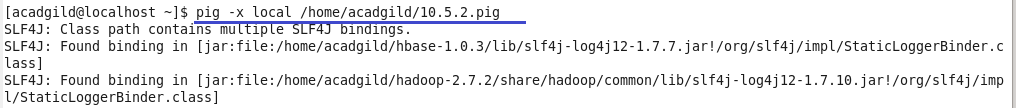 [acadgild@localhost ~]$ pig -x local /home/acadgild/10.5.2.pig
SLF4J: Class path contains multiple SLF4J bindings.
SLF4J: Found binding in [jar:file:/home/acadgild/hbase-1.0.3/lib/slf4j-log4j12-1.7.7.jar!/org/slf4j/impl/StaticLoggerBinder.c
lass]
SLF4J: Found binding in [jar:file:/home/acadgild/hadoop-2.7.2/share/hadoop/common/lib/slf4j-log4j12-1.7.10.jar!/org/slf4j/imp
l/StaticLoggerBinder.class]